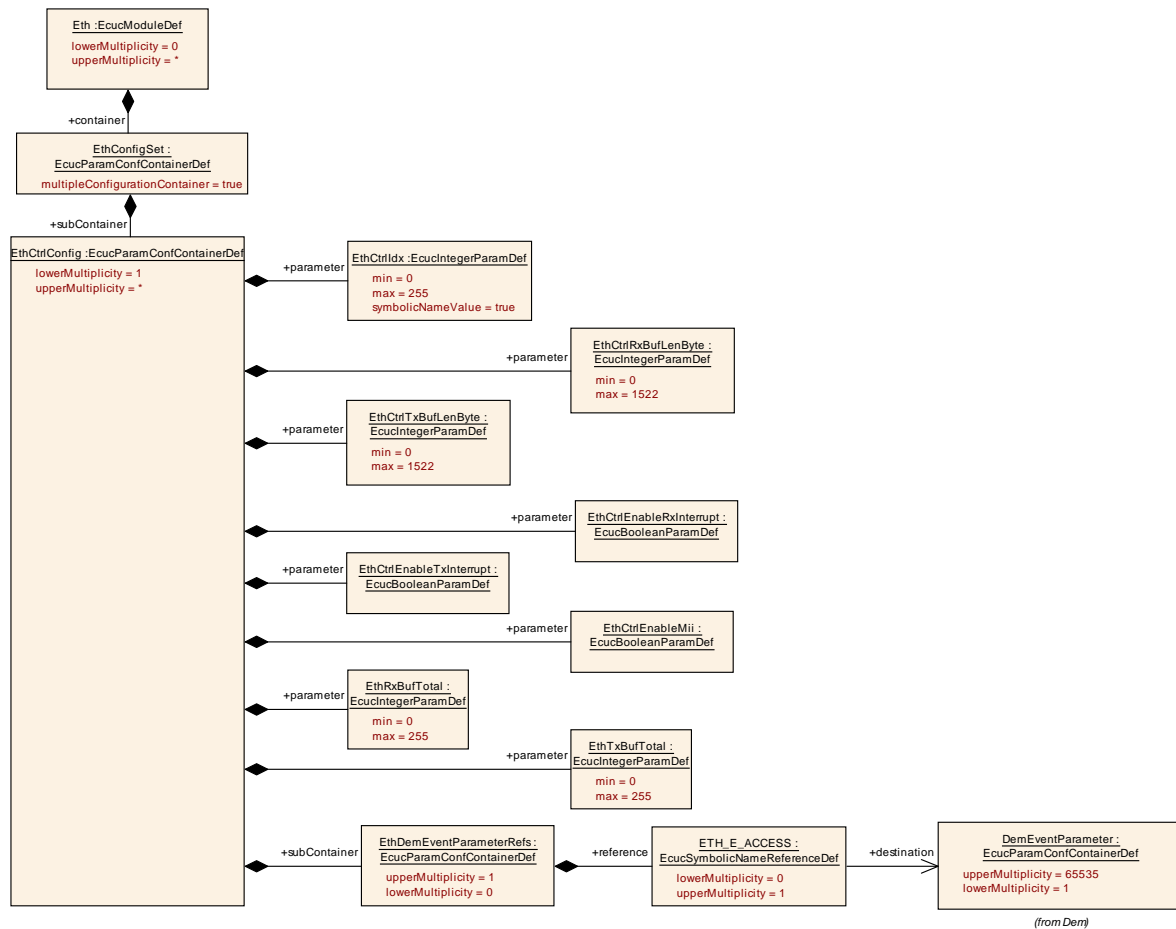 Eth :EcucModuleDef
lowerMultiplicity = 0
upperMultiplicity = *
+container
EthConfigSet :
EcucParamConfContainerDef
multipleConfigurationContainer = true
+subContainer
EthCtrlConfig :EcucParamConfContainerDef
lowerMultiplicity = 1
upperMultiplicity = *
+parameter
EthCtrlIdx :EcucIntegerParamDef
min = 0
max = 255
symbolicNameValue = true
+parameter
EthCtrlRxBufLenByte :
EcucIntegerParamDef
min = 0
max = 1522
+parameter
EthCtrlTxBufLenByte :
EcucIntegerParamDef
min = 0
max = 1522
+parameter
EthCtrlEnableRxInterrupt :
EcucBooleanParamDef
+parameter
EthCtrlEnableTxInterrupt :
EcucBooleanParamDef
+parameter
EthCtrlEnableMii :
EcucBooleanParamDef
+parameter
EthRxBufTotal :
EcucIntegerParamDef
min = 0
max = 255
+parameter
EthTxBufTotal :
EcucIntegerParamDef
min = 0
max = 255
+subContainer
EthDemEventParameterRefs :
EcucParamConfContainerDef
upperMultiplicity = 1
lowerMultiplicity = 0
+reference
ETH_E_ACCESS :
EcucSymbolicNameReferenceDef
lowerMultiplicity = 0
upperMultiplicity = 1
+destination
DemEventParameter :
EcucParamConfContainerDef
upperMultiplicity = 65535
lowerMultiplicity = 1
(from Dem)